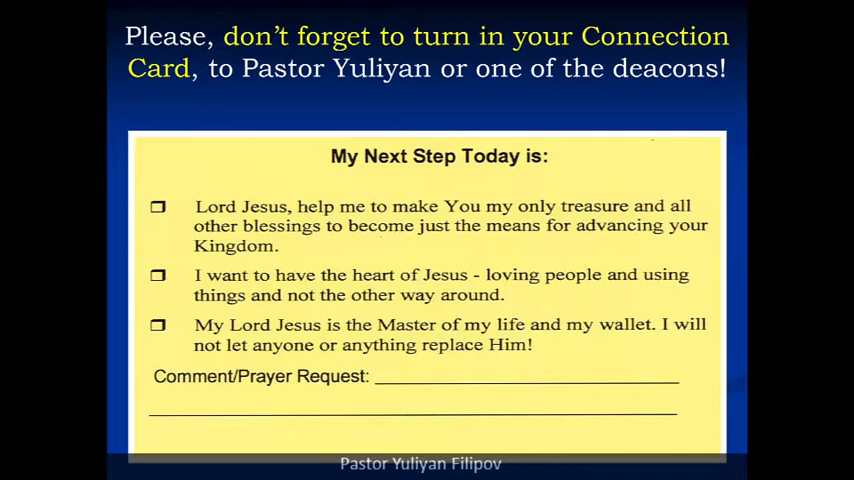 Please, don't forget to turn in your Connection
Card, to Pastor Yuliyan or one of the deacons!
My Next Step Today is:
Lord Jesus, help me to make You my only treasure and all
other blessings to become just the means for advancing your
Kingdom.
I want to have the heart of Jesus - loving people and using
things and not the other way around.
My Lord Jesus is the Master of my life and my wallet. I will
not let anyone or anything replace Him!
Comment/Prayer Request:
Pastor Yuliyan Filipov